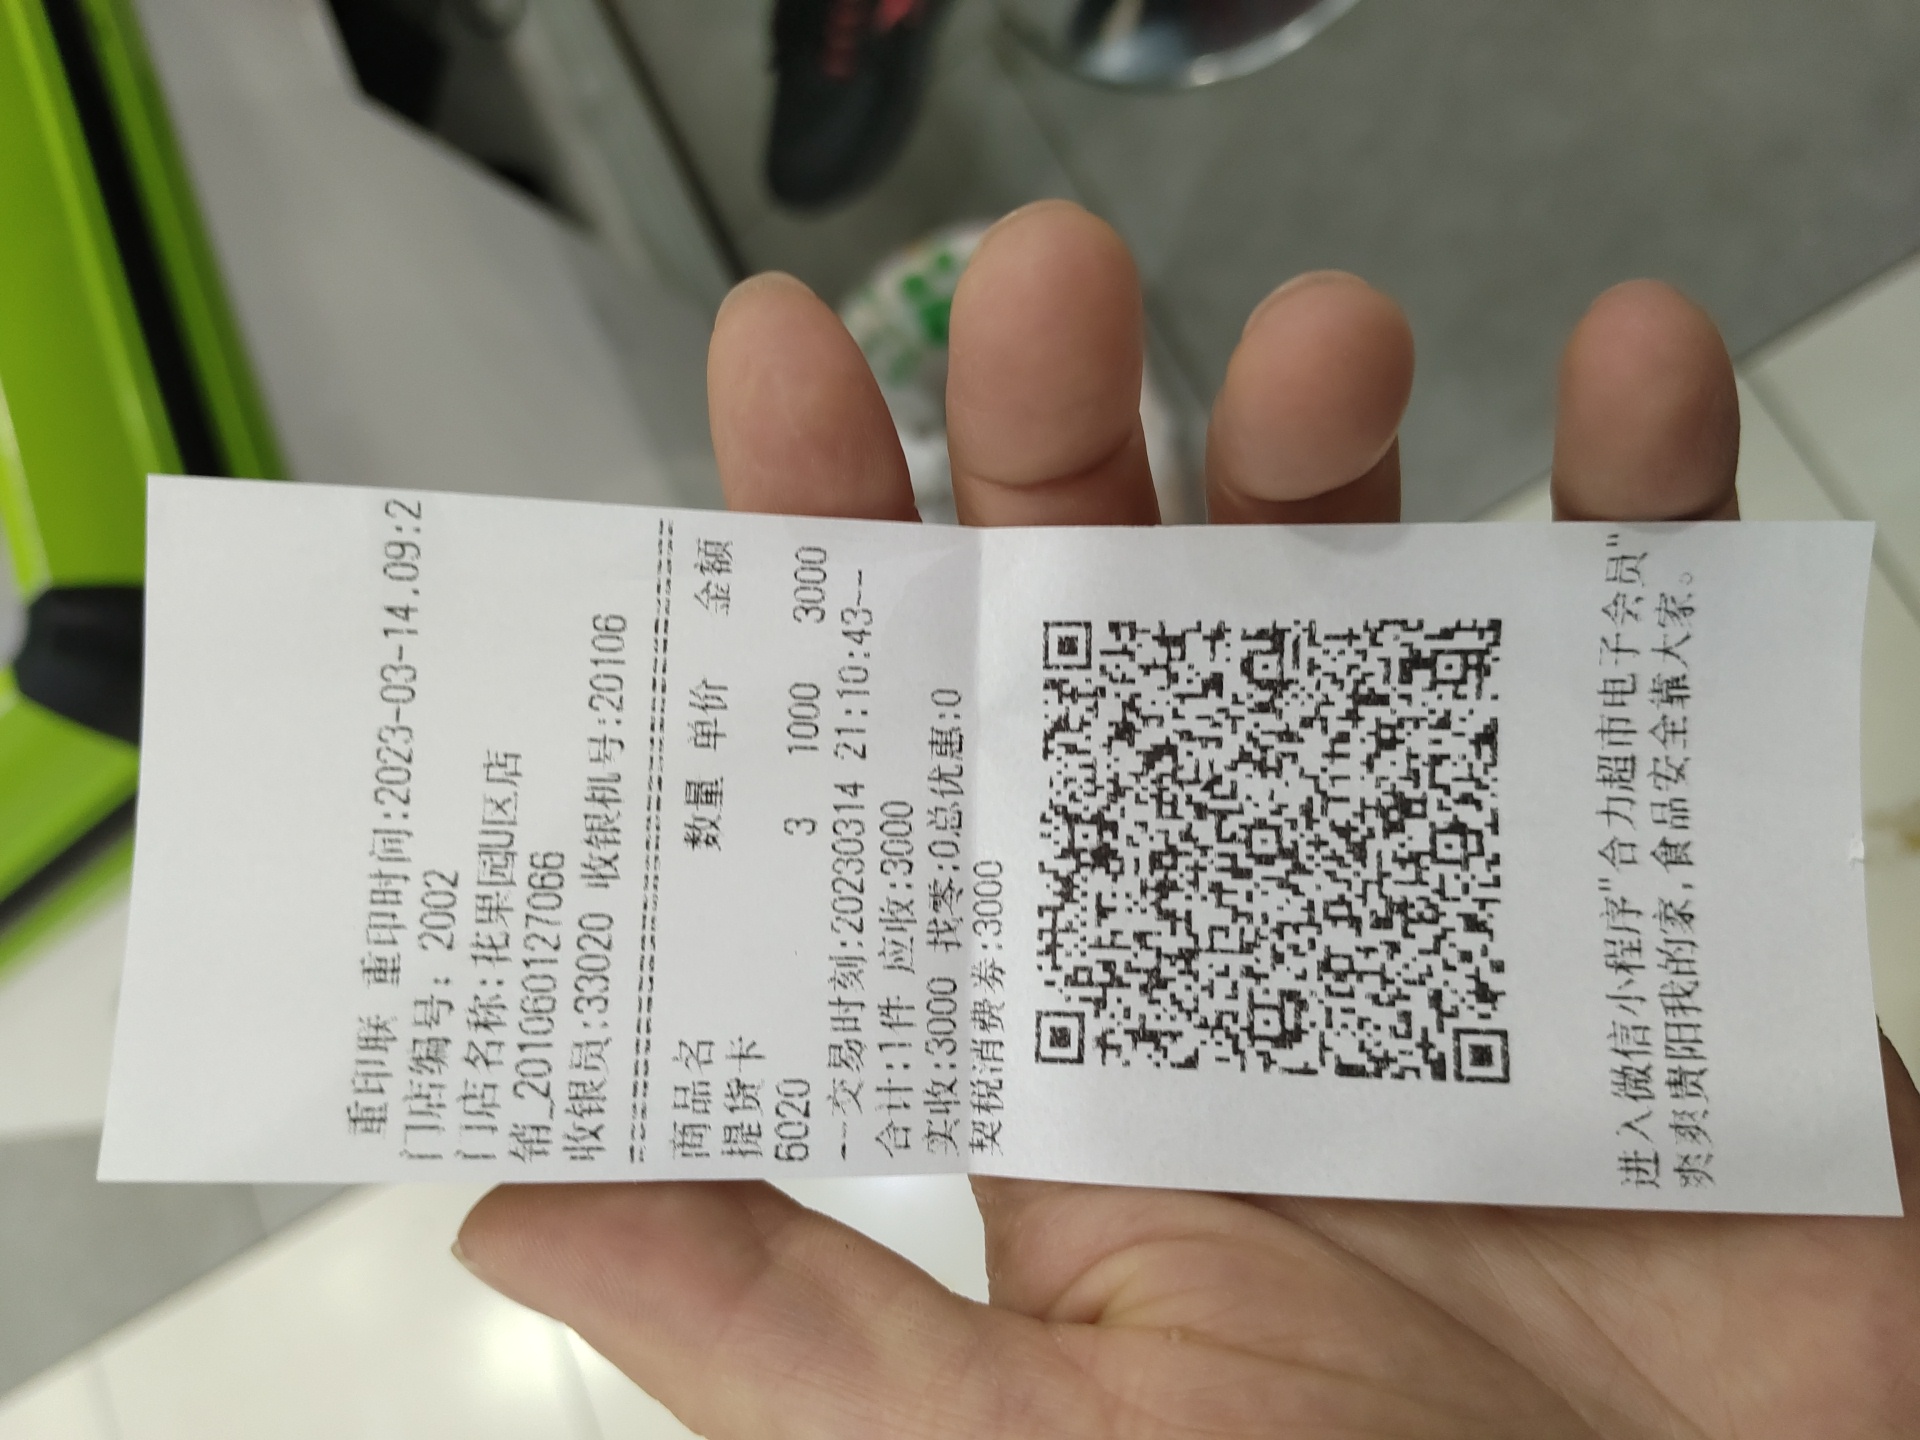 重印联 重印时间:2023-03-14.09:2
门店编号: 2002
门店名称:花果园U区店
销_2010601270​66
收银员:33020 收银机号:20106
商品名 数量 单价 金额
提货卡
6020 3 1000 3000
--交易时刻:20230314 21:10:43--
合计:1件 应收:3000
实收:3000 找零:0总优惠:0
契税消费券:3000
进入微信小程序"合力超市电子会员"
爽爽贵阳我的家,食品安全靠大家。